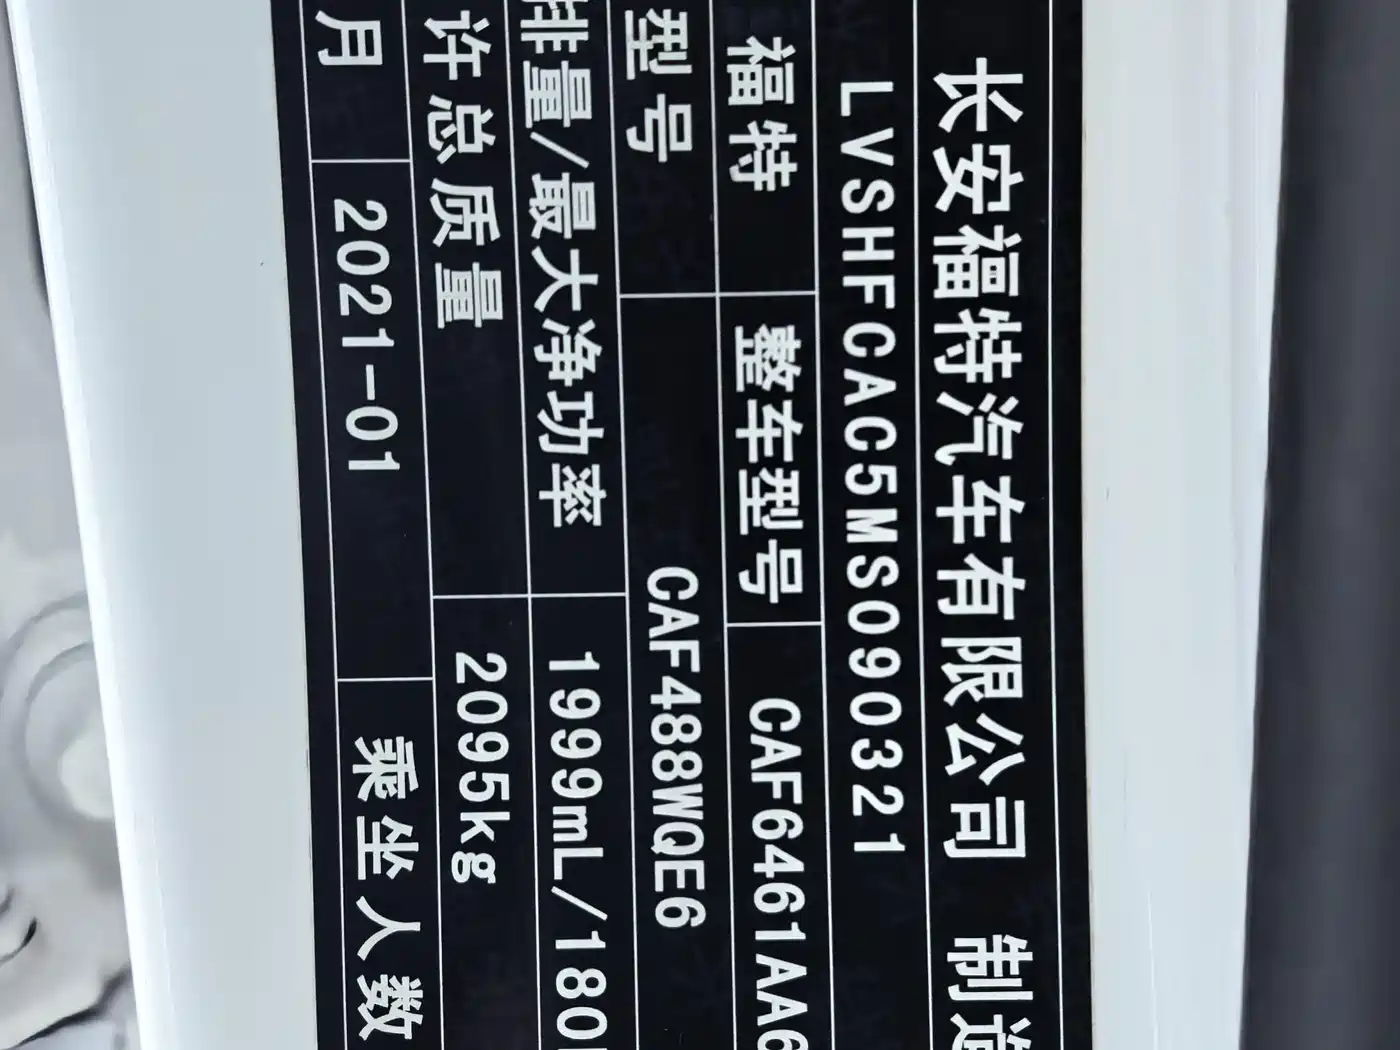 长安福特汽车有限公司 制造
LVSHFCAC5MS090321
福特 整车型号 CAF6461AA6
型号 CAF488WQE6
排量/最大净功率 1999mL/180
许总质量 2095kg
月 2021-01 乘坐人数